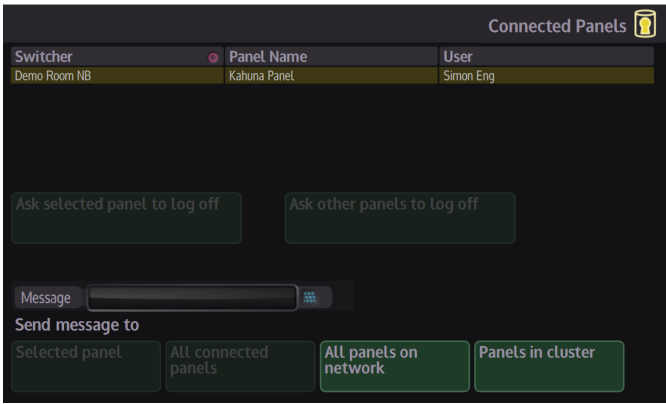 Connected Panels
Switcher Panel Name User
Demo Room NB Kahuna Panel Simon Eng
Ask selected panel to log off Ask other panels to log off
Message
Send message to
Selected panel All connected panels All panels on network Panels in cluster